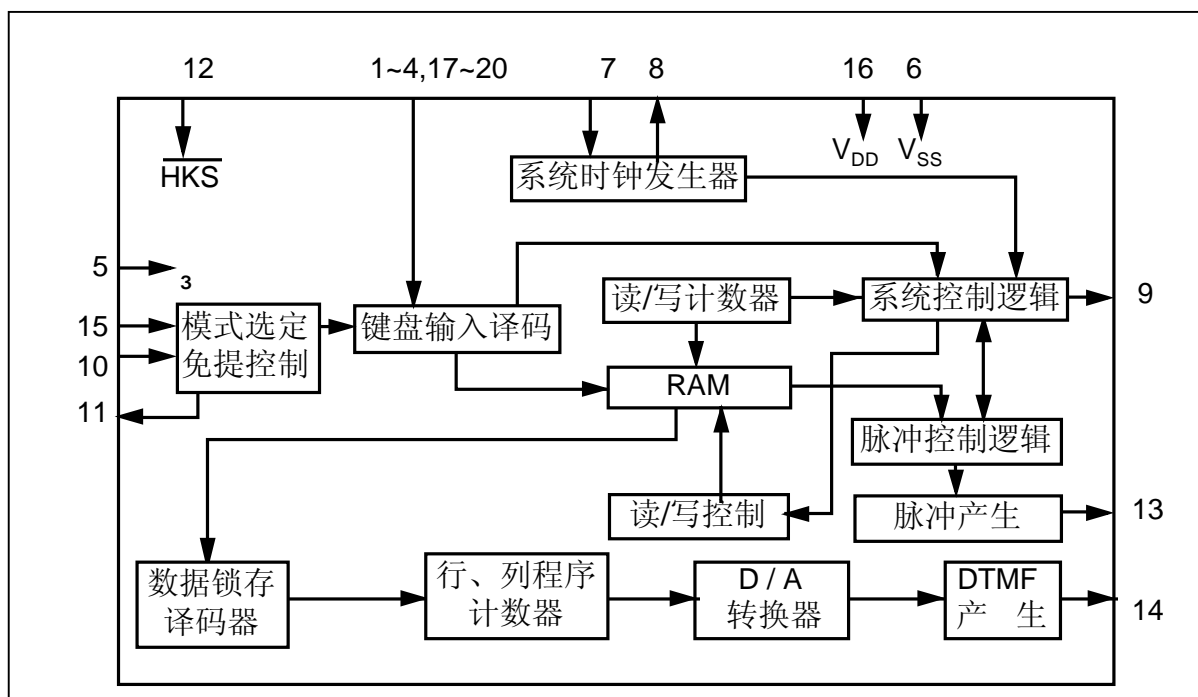 12
1~4,17~20
7
8
16
6
HKS
VDD
VSS
系统时钟发生器
5
3
15
10
11
模式选定
免提控制
键盘输入译码
读/写计数器
系统控制逻辑
9
RAM
脉冲控制逻辑
读/写控制
脉冲产生
13
数据锁存
译码器
行、列程序
计数器
D / A
转换器
DTMF
产 生
14